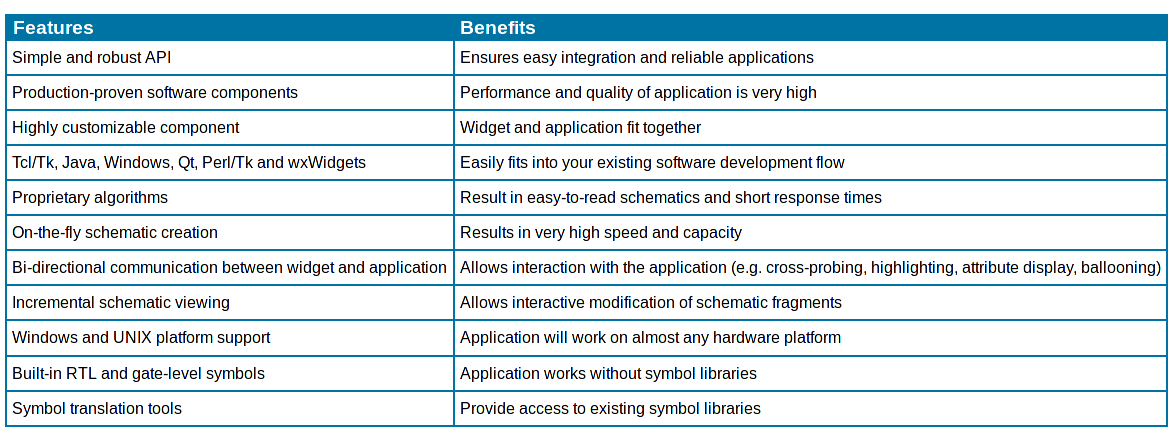 Features Benefits
Simple and robust API Ensures easy integration and reliable applications
Production-proven software components Performance and quality of application is very high
Highly customizable component Widget and application fit together
Tcl/Tk, Java, Windows, Qt, Perl/Tk and wxWidgets Easily fits into your existing software development flow
Proprietary algorithms Result in easy-to-read schematics and short response times
On-the-fly schematic creation Results in very high speed and capacity
Bi-directional communication between widget and application Allows interaction with the application (e.g. cross-probing, highlighting, attribute display, ballooning)
Incremental schematic viewing Allows interactive modification of schematic fragments
Windows and UNIX platform support Application will work on almost any hardware platform
Built-in RTL and gate-level symbols Application works without symbol libraries
Symbol translation tools Provide access to existing symbol libraries